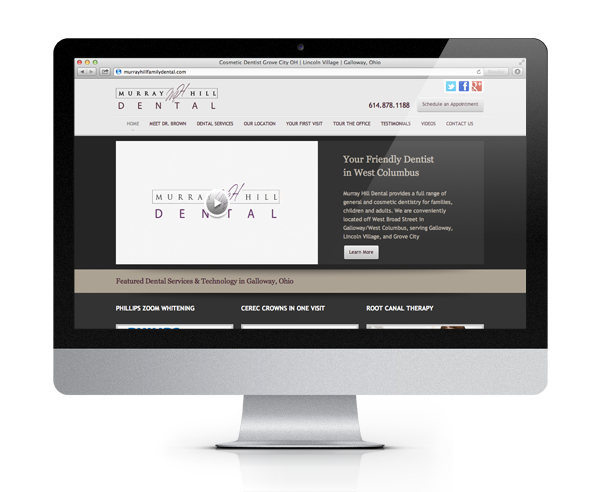 Cosmetic Dentist Grove City OH | Lincoln Village | Galloway, Ohio
murrayhillfamilydental.com
MURRAY MH HILL
DENTAL
614.878.1188
Schedule an Appointment
HOME MEET DR. BROWN DENTAL SERVICES OUR LOCATION YOUR FIRST VISIT TOUR THE OFFICE TESTIMONIALS VIDEOS CONTACT US
MURRAY MH HILL
DENTAL
Your Friendly Dentist
in West Columbus
Murray Hill Dental provides a full range of
general and cosmetic dentistry for families,
children and adults. We are conveniently
located off West Broad Street in
Galloway/West Columbus, serving Galloway,
Lincoln Village, and Grove City
Learn More
Featured Dental Services & Technology in Galloway, Ohio
PHILLIPS ZOOM WHITENING CEREC CROWNS IN ONE VISIT ROOT CANAL THERAPY